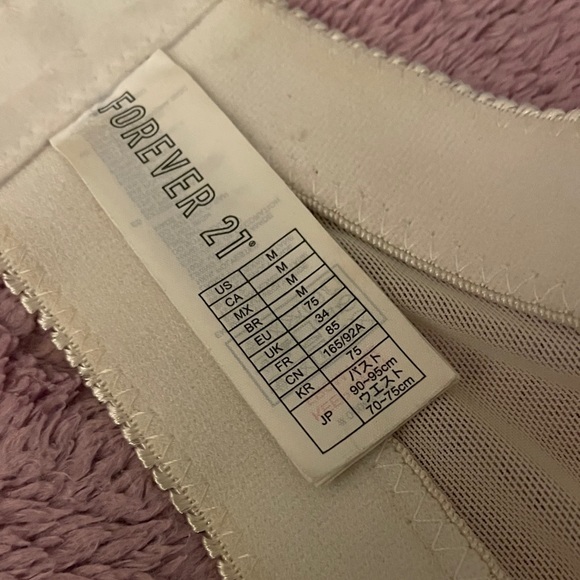 FOREVER 21®
US M
CA M
MX M
BR
EU 75
UK 34
FR 85
CN 165/92A
KR 75
JP バスト
90~95cm
ウエスト
70~75cm